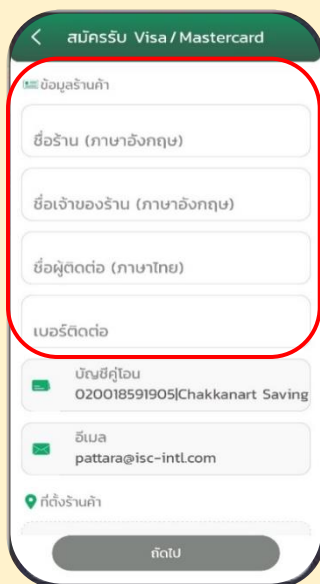 สมัครรับ Visa / Mastercard
ข้อมูลร้านค้า
ชื่อร้าน (ภาษาอังกฤษ)
ชื่อเจ้าของร้าน (ภาษาอังกฤษ)
ชื่อผู้ติดต่อ (ภาษาไทย)
เบอร์ติดต่อ
บัญชีคู่โอน
020018591905|Chakkanart Saving
อีเมล
pattara@isc-intl.com
ที่ตั้งร้านค้า
ถัดไป